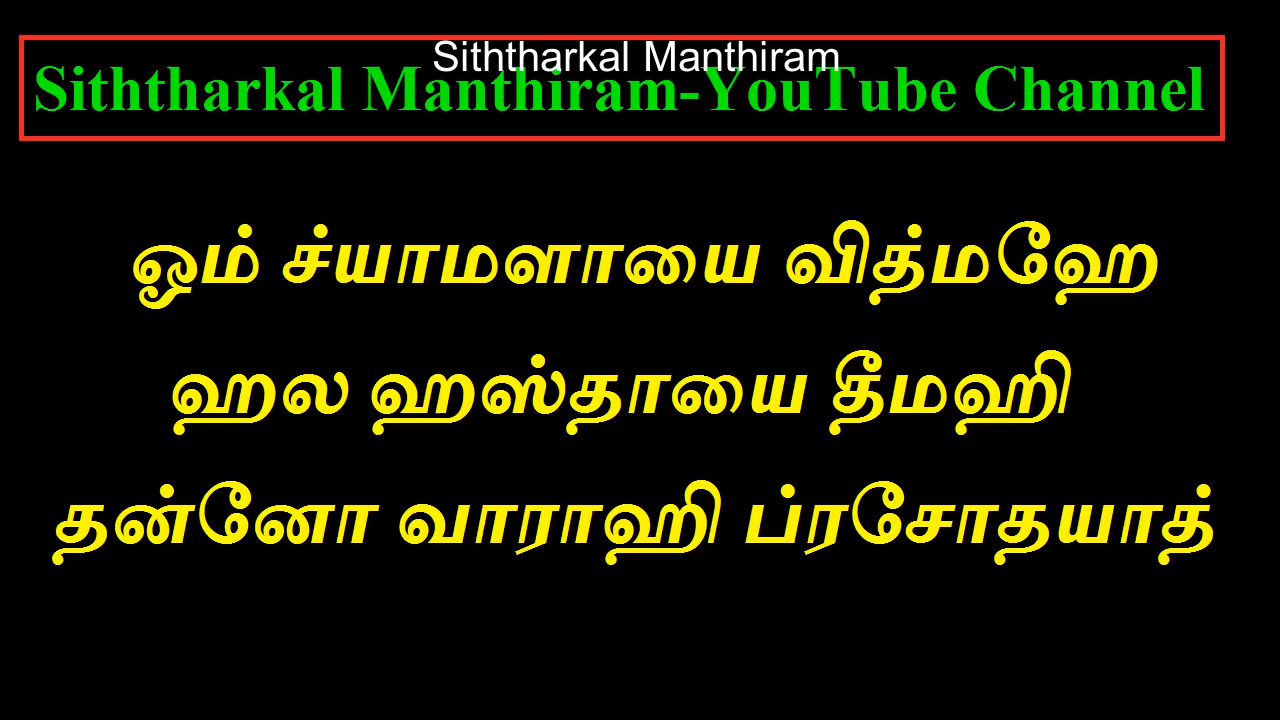 Siththarkal Manthiram
Siththarkal Manthiram-YouTube Channel
ஓம் ச்யாமளாயை வித்மஹே
ஹல ஹஸ்தாயை தீமஹி
தன்னோ வாராஹி ப்ரசோதயாத்